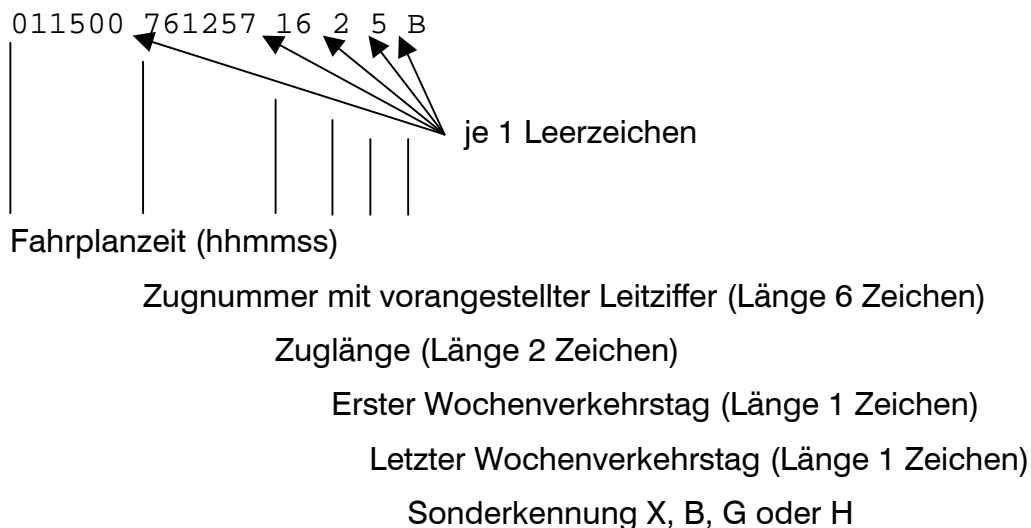 011500 761257 16 2 5 B
je 1 Leerzeichen
Fahrplanzeit (hhmmss)
Zugnummer mit vorangestellter Leitziffer (Länge 6 Zeichen)
Zuglänge (Länge 2 Zeichen)
Erster Wochenverkehrstag (Länge 1 Zeichen)
Letzter Wochenverkehrstag (Länge 1 Zeichen)
Sonderkennung X, B, G oder H